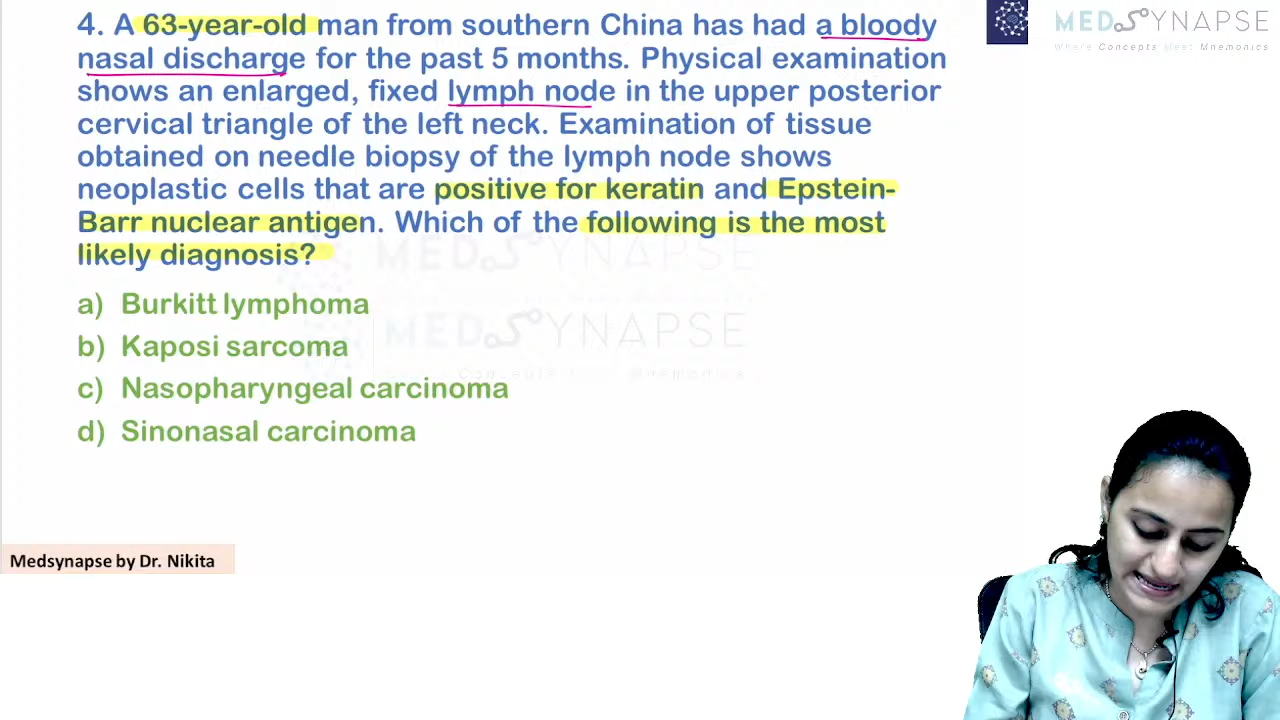 4. A 63-year-old man from southern China has had a bloody
nasal discharge for the past 5 months. Physical examination
shows an enlarged, fixed lymph node in the upper posterior
cervical triangle of the left neck. Examination of tissue
obtained on needle biopsy of the lymph node shows
neoplastic cells that are positive for keratin and Epstein-
Barr nuclear antigen. Which of the following is the most
likely diagnosis?
a) Burkitt lymphoma
b) Kaposi sarcoma
c) Nasopharyngeal carcinoma
d) Sinonasal carcinoma
Medsynapse by Dr. Nikita
MEDSYNAPSE
Where Concepts Meet Mnemonics
MEDSYNAPSE
MEDSYNAPSE